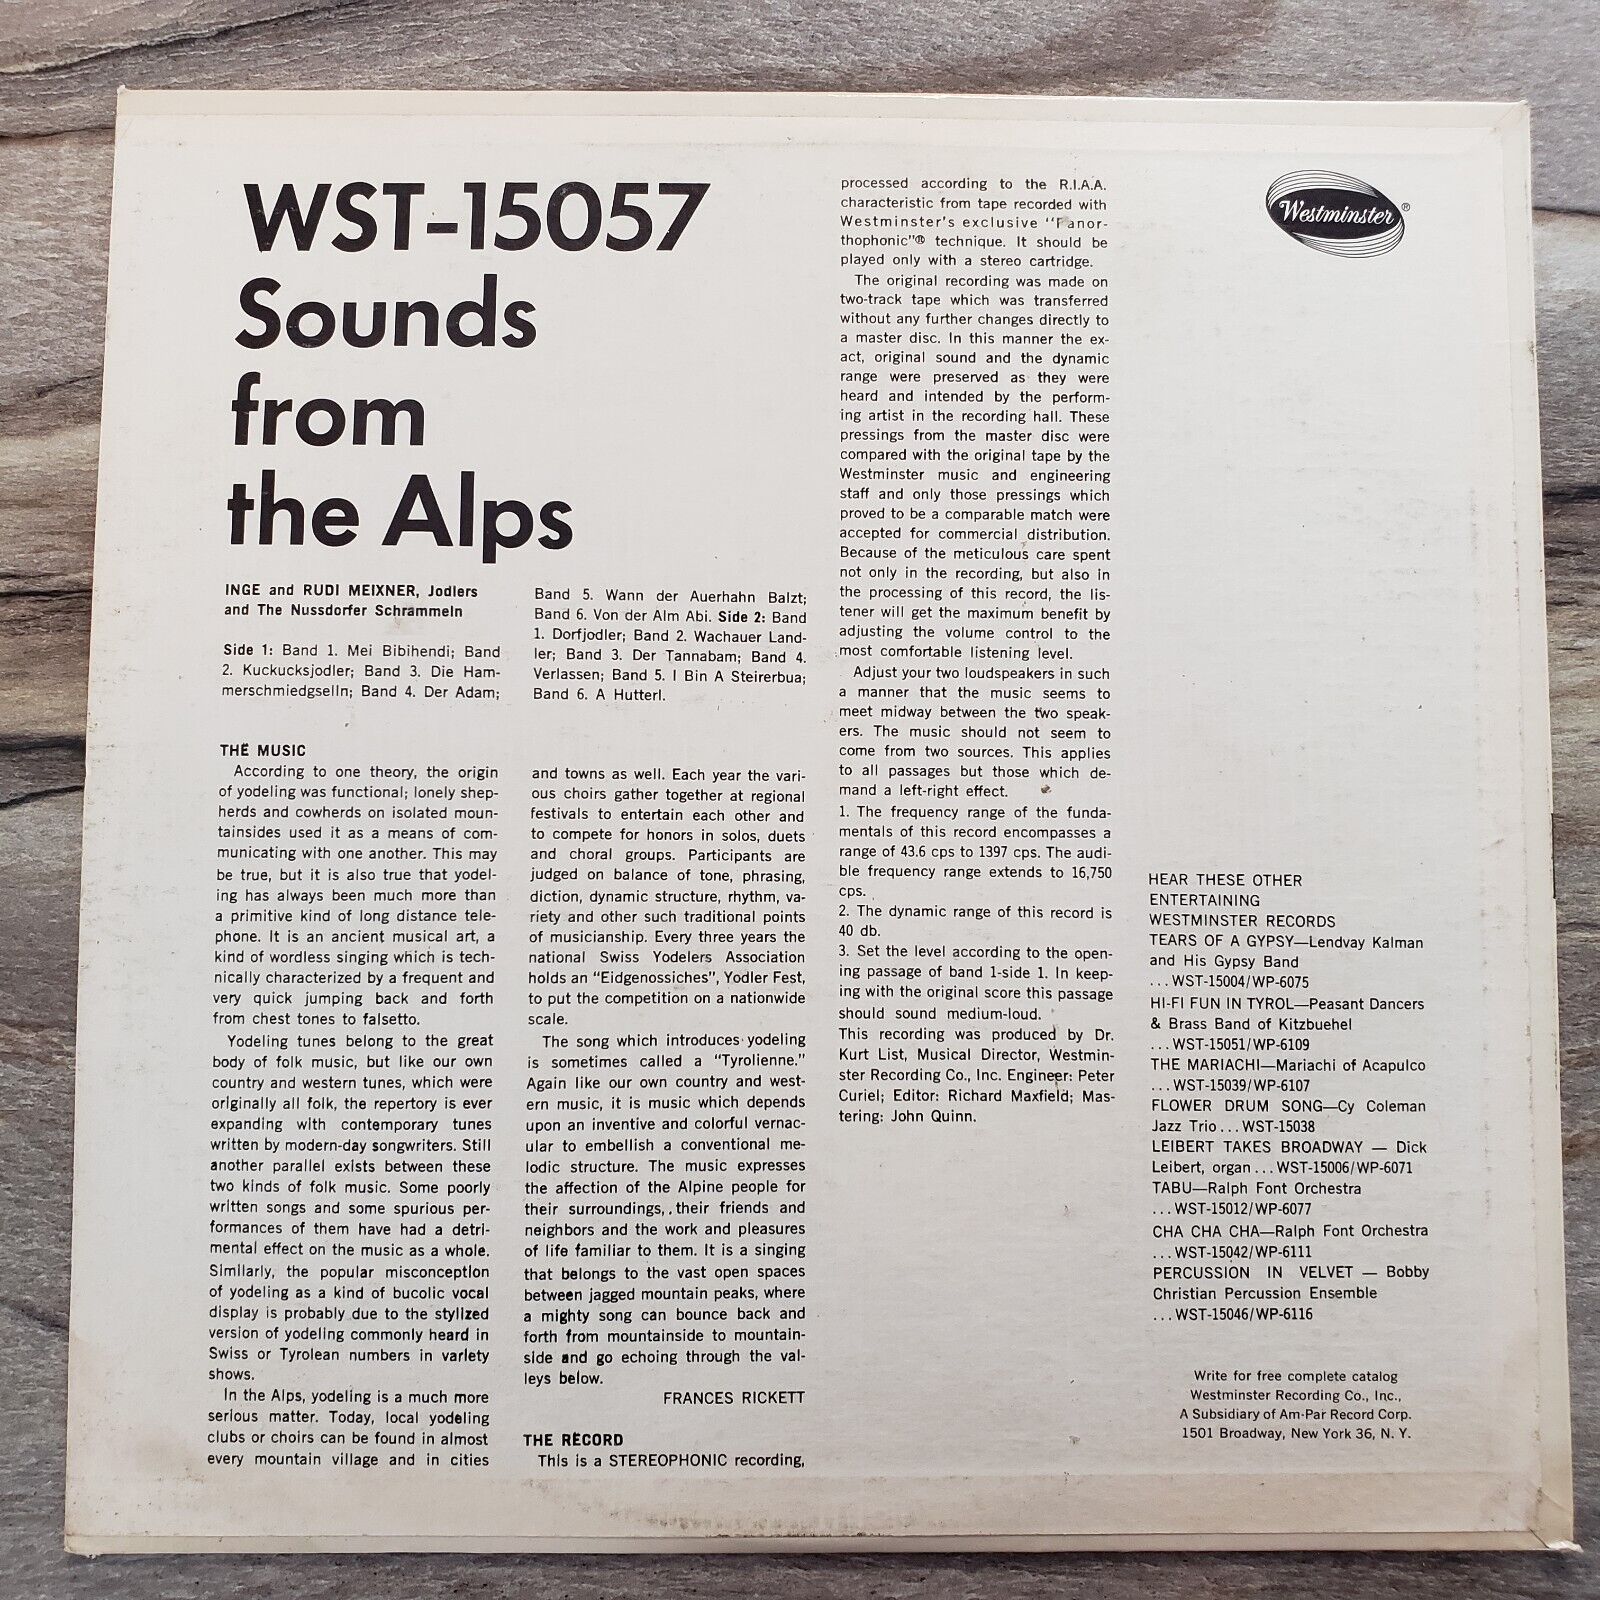 WST-15057
Sounds
from
the Alps
INGE and RUDI MEIXNER, Jodlers
and The Nussdorfer Schrammeln
Side 1: Band 1. Mei Bibihendi; Band
2. Kuckucksjodler; Band 3. Die Ham-
merschmiedgselln; Band 4. Der Adam;
Band 5. Wann der Auerhahn Balzt;
Band 6. Von der Alm Abi. Side 2: Band
1. Dorfjodler; Band 2. Wachauer Land-
ler; Band 3. Der Tannabam; Band 4.
Verlassen; Band 5. I Bin A Steirerbua;
Band 6. A Hutterl.
THE MUSIC
According to one theory, the origin
of yodeling was functional; lonely shep-
herds and cowherds on isolated moun-
tainsides used it as a means of com-
municating with one another. This may
be true, but it is also true that yodel-
ing has always been much more than
a primitive kind of long distance tele-
phone. It is an ancient musical art, a
kind of wordless singing which is tech-
nically characterized by a frequent and
very quick jumping back and forth
from chest tones to falsetto.
Yodeling tunes belong to the great
body of folk music, but like our own
country and western tunes, which were
originally all folk, the repertory is ever
expanding with contemporary tunes
written by modern-day songwriters. Still
another parallel exists between these
two kinds of folk music. Some poorly
written songs and some spurious per-
formances of them have had a detri-
mental effect on the music as a whole.
Similarly, the popular misconception
of yodeling as a kind of bucolic vocal
display is probably due to the stylized
version of yodeling commonly heard in
Swiss or Tyrolean numbers in variety
shows.
In the Alps, yodeling is a much more
serious matter. Today, local yodeling
clubs or choirs can be found in almost
every mountain village and in cities
and towns as well. Each year the vari-
ous choirs gather together at regional
festivals to entertain each other and
to compete for honors in solos, duets
and choral groups. Participants are
judged on balance of tone, phrasing,
diction, dynamic structure, rhythm, va-
riety and other such traditional points
of musicianship. Every three years the
national Swiss Yodelers Association
holds an "Eidgenossiches", Yodler Fest,
to put the competition on a nationwide
scale.
The song which introduces yodeling
is sometimes called a "Tyrolienne."
Again like our own country and west-
ern music, it is music which depends
upon an inventive and colorful vernac-
ular to embellish a conventional me-
lodic structure. The music expresses
the affection of the Alpine people for
their surroundings, their friends and
neighbors and the work and pleasures
of life familiar to them. It is a singing
that belongs to the vast open spaces
between jagged mountain peaks, where
a mighty song can bounce back and
forth from mountainside to mountain-
side and go echoing through the val-
leys below.
FRANCES RICKETT
THE RECORD
This is a STEREOPHONIC recording,
processed according to the R.I.A.A.
characteristic from tape recorded with
Westminster's exclusive "Panor-
thophonic"® technique. It should be
played only with a stereo cartridge.
The original recording was made on
two-track tape which was transferred
without any further changes directly to
a master disc. In this manner the ex-
act, original sound and the dynamic
range were preserved as they were
heard and intended by the perform-
ing artist in the recording hall. These
pressings from the master disc were
compared with the original tape by the
Westminster music and engineering
staff and only those pressings which
proved to be a comparable match were
accepted for commercial distribution.
Because of the meticulous care spent
not only in the recording, but also in
the processing of this record, the lis-
tener will get the maximum benefit by
adjusting the volume control to the
most comfortable listening level.
Adjust your two loudspeakers in such
a manner that the music seems to
meet midway between the two speak-
ers. The music should not seem to
come from two sources. This applies
to all passages but those which de-
mand a left-right effect.
1. The frequency range of the funda-
mentals of this record encompasses a
range of 43.6 cps to 1397 cps. The audi-
ble frequency range extends to 16,750
cps.
2. The dynamic range of this record is
40 db.
3. Set the level according to the open-
ing passage of band 1-side 1. In keep-
ing with the original score this passage
should sound medium-loud.
This recording was produced by Dr.
Kurt List, Musical Director, Westmin-
ster Recording Co., Inc. Engineer: Peter
Curiel; Editor: Richard Maxfield; Mas-
tering: John Quinn.
Westminster®
HEAR THESE OTHER
ENTERTAINING
WESTMINSTER RECORDS
TEARS OF A GYPSY—Lendvay Kalman
and His Gypsy Band
...WST-15004/WP-6075
HI-FI FUN IN TYROL—Peasant Dancers
& Brass Band of Kitzbuehel
...WST-15051/WP-6109
THE MARIACHI—Mariachi of Acapulco
...WST-15039/WP-6107
FLOWER DRUM SONG—Cy Coleman
Jazz Trio...WST-15038
LEIBERT TAKES BROADWAY — Dick
Leibert, organ...WST-15006/WP-6071
TABU—Ralph Font Orchestra
...WST-15012/WP-6077
CHA CHA CHA—Ralph Font Orchestra
...WST-15042/WP-6111
PERCUSSION IN VELVET — Bobby
Christian Percussion Ensemble
...WST-15046/WP-6116
Write for free complete catalog
Westminster Recording Co., Inc.,
A Subsidiary of Am-Par Record Corp.
1501 Broadway, New York 36, N. Y.